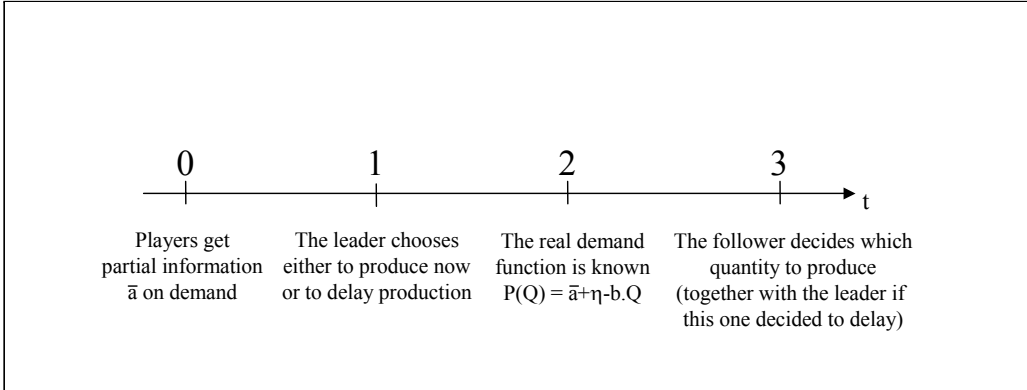 0
1
2
3
t
Players get
partial information
ā on demand
The leader chooses
either to produce now
or to delay production
The real demand
function is known
P(Q) = ā+η-b.Q
The follower decides which
quantity to produce
(together with the leader if
this one decided to delay)